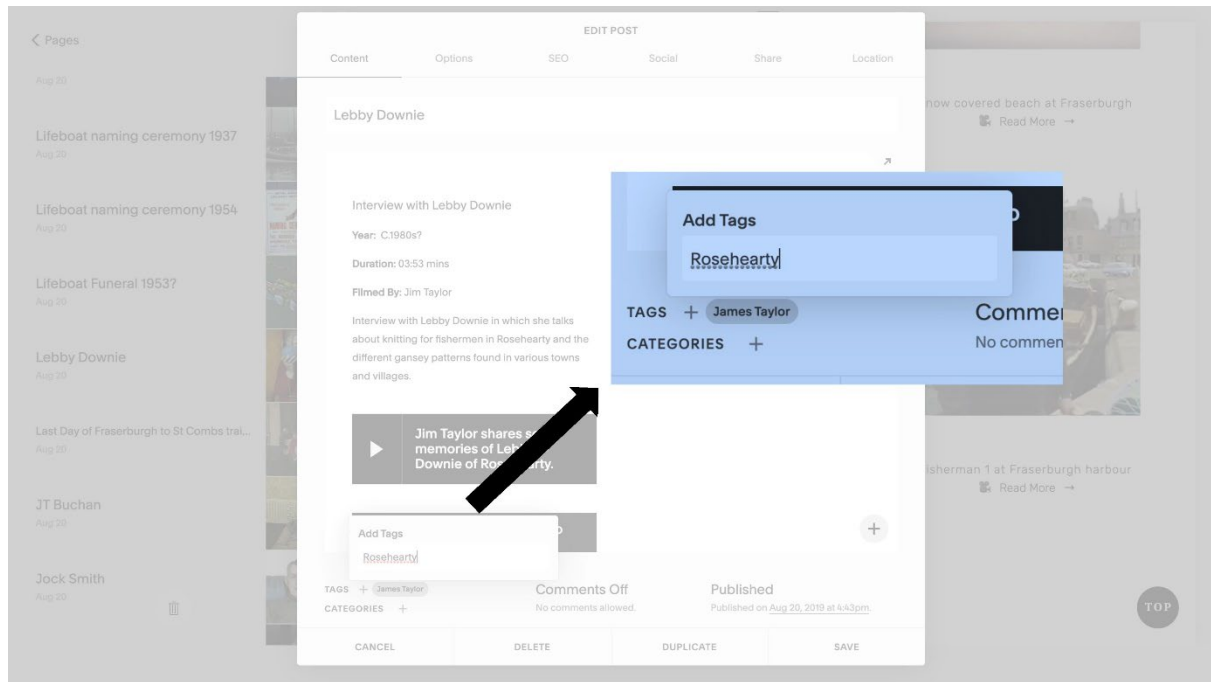 Pages
Aug 20
Lifeboat naming ceremony 1937
Aug 20
Lifeboat naming ceremony 1954
Aug 20
Lifeboat Funeral 1953?
Aug 20
Lebby Downie
Aug 20
Last Day of Fraserburgh to St Combs trai...
Aug 20
JT Buchan
Aug 20
Jock Smith
Aug 20
EDIT POST
Content Options SEO Social Share Location
Lebby Downie
Interview with Lebby Downie
Year: C.1980s?
Duration: 03:53 mins
Filmed By: Jim Taylor
Interview with Lebby Downie in which she talks
about knitting for fishermen in Rosehearty and the
different gansey patterns found in various towns
and villages.
Jim Taylor shares
memories of
Downie of
Add Tags
Rosehearty
TAGS + James Taylor
CATEGORIES +
Comments Off
No comments allowed.
Published
Published on Aug 20, 2019 at 4:43pm.
CANCEL DELETE DUPLICATE SAVE
Add Tags
Rosehearty
TAGS + James Taylor
CATEGORIES +
Commen
No commen
now covered beach at Fraserburgh
Read More →
isherman 1 at Fraserburgh harbour
Read More →
TOP